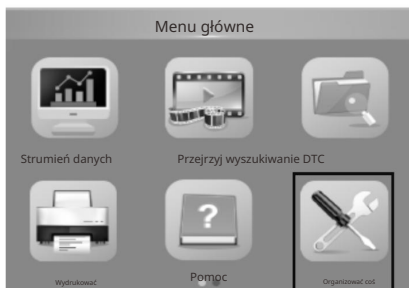 Menu główne
Strumień danych
Przejrzyj wyszukiwanie DTC
?
Wydrukować
Pomoc
Organizować coś